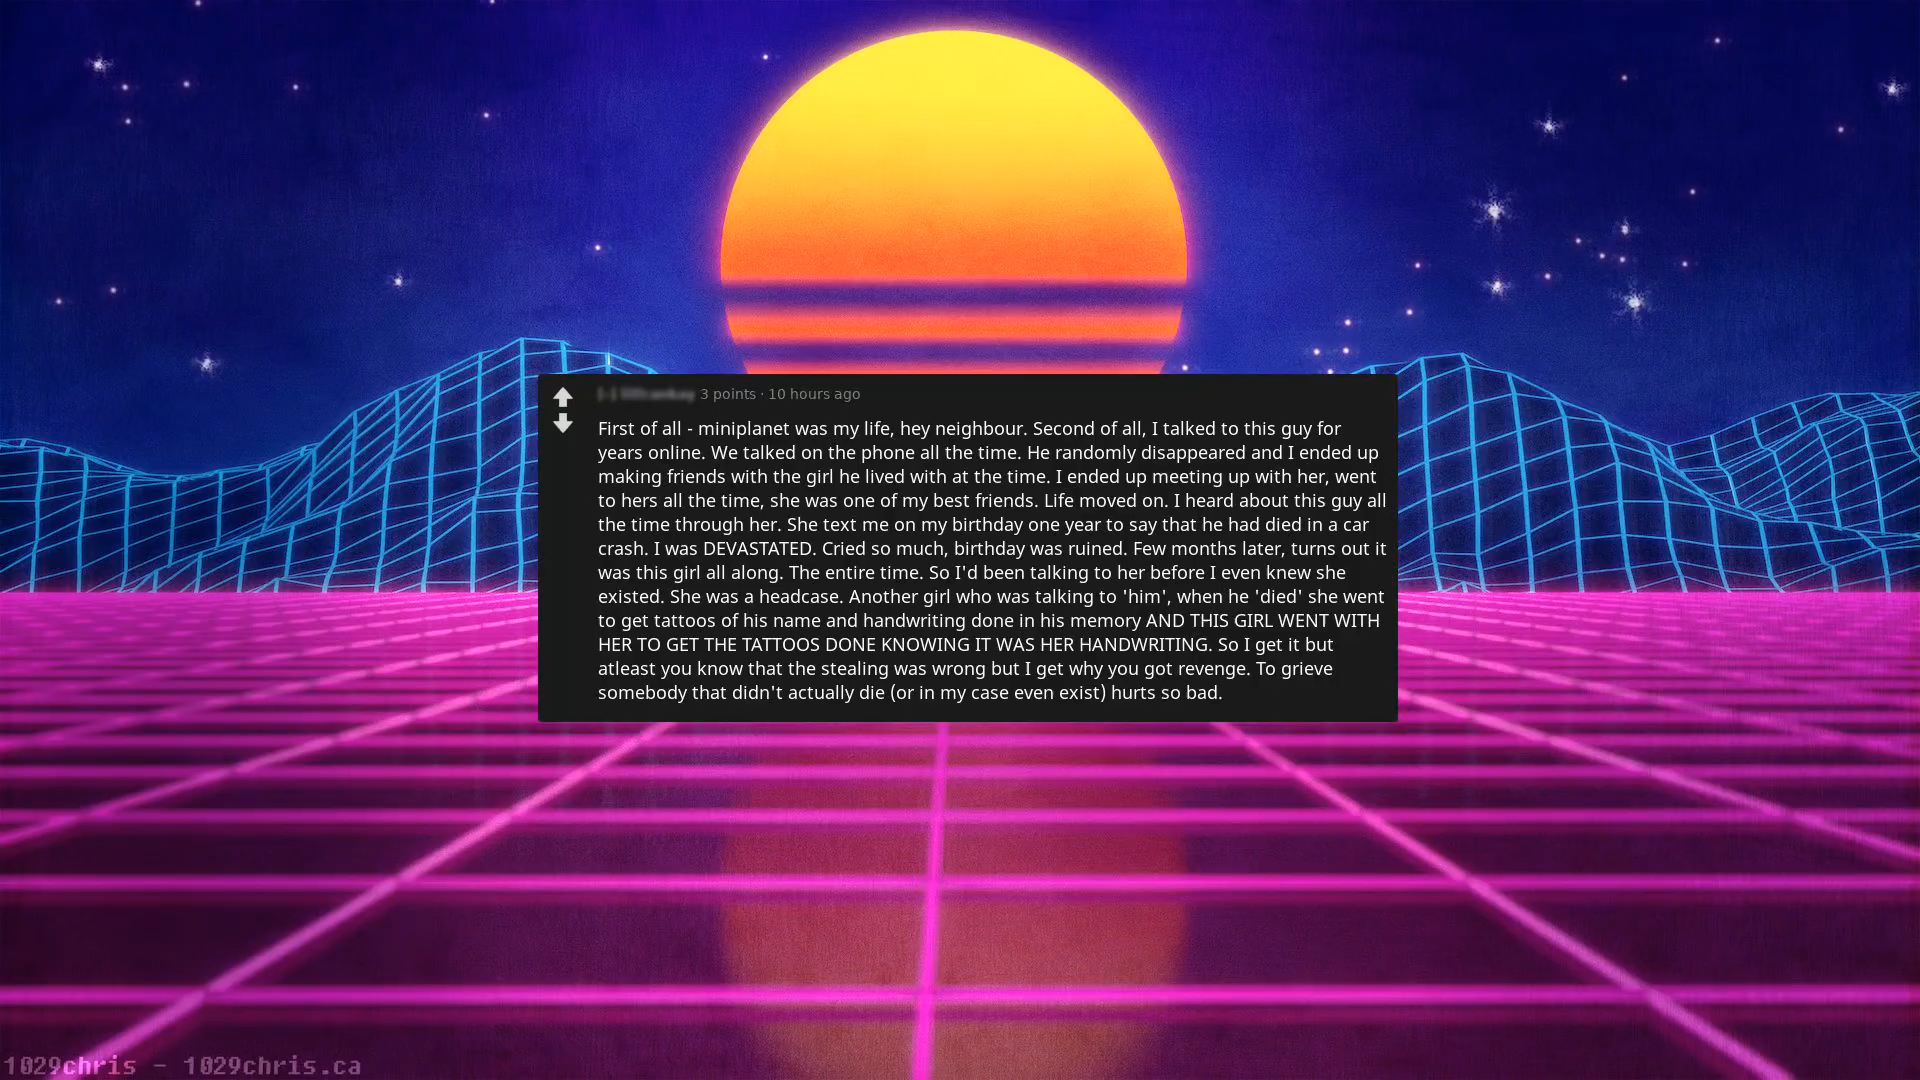 3 points · 10 hours ago
First of all - miniplanet was my life, hey neighbour. Second of all, I talked to this guy for
years online. We talked on the phone all the time. He randomly disappeared and I ended up
making friends with the girl he lived with at the time. I ended up meeting up with her, went
to hers all the time, she was one of my best friends. Life moved on. I heard about this guy all
the time through her. She text me on my birthday one year to say that he had died in a car
crash. I was DEVASTATED. Cried so much, birthday was ruined. Few months later, turns out it
was this girl all along. The entire time. So I'd been talking to her before I even knew she
existed. She was a headcase. Another girl who was talking to 'him', when he 'died' she went
to get tattoos of his name and handwriting done in his memory AND THIS GIRL WENT WITH
HER TO GET THE TATTOOS DONE KNOWING IT WAS HER HANDWRITING. So I get it but
atleast you know that the stealing was wrong but I get why you got revenge. To grieve
somebody that didn't actually die (or in my case even exist) hurts so bad.
1029chris - 1029chris.ca